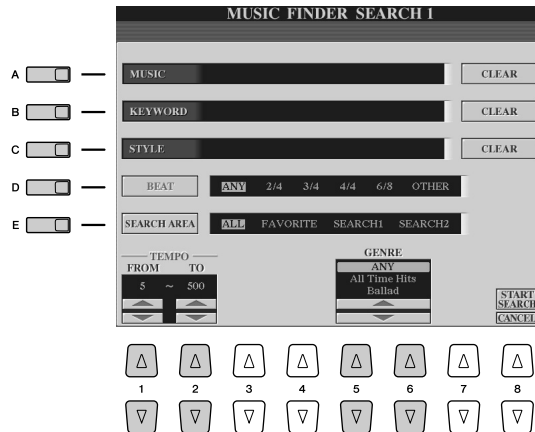 MUSIC FINDER SEARCH 1
A
MUSIC
CLEAR
B
KEYWORD
CLEAR
C
STYLE
CLEAR
D
BEAT
ANY 2/4 3/4 4/4 6/8 OTHER
E
SEARCH AREA
ALL FAVORITE SEARCH1 SEARCH2
TEMPO
FROM TO
5 ~ 500
GENRE
ANY
All Time Hits
Ballad
START
SEARCH
CANCEL
1 2 3 4 5 6 7 8